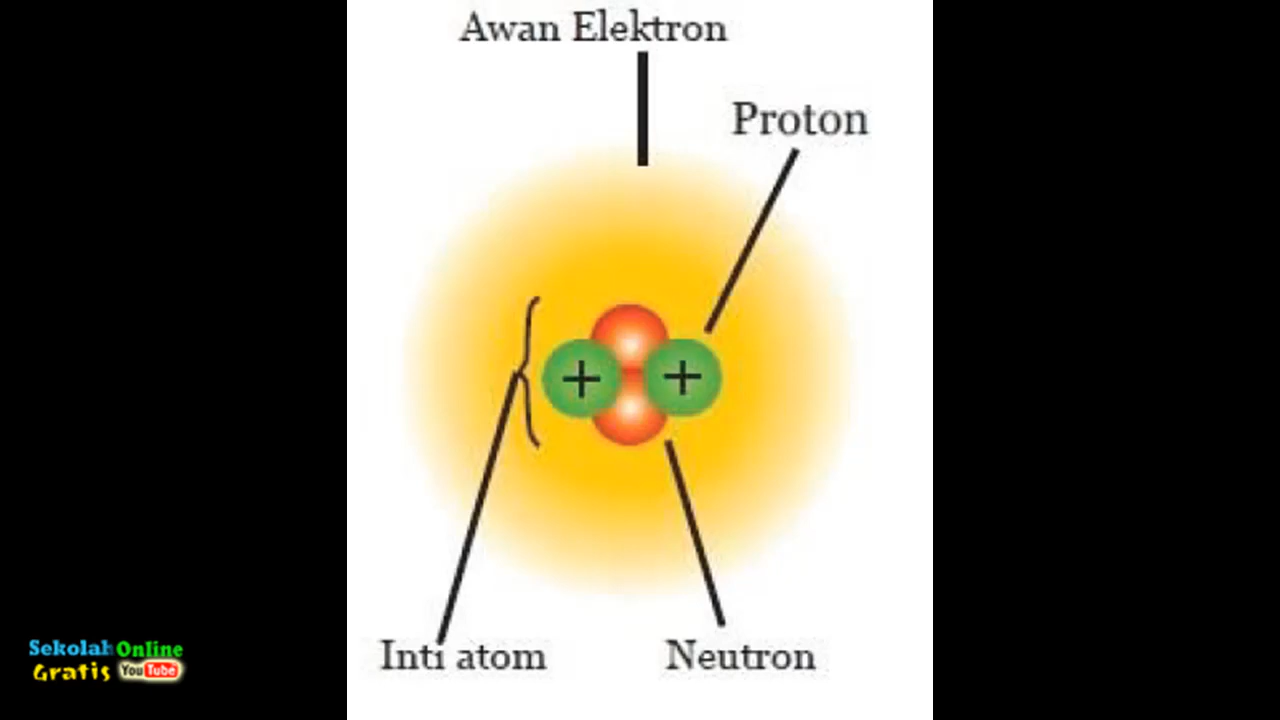 Awan Elektron
Proton
+ +
Inti atom
Neutron
Sekolah Online
Gratis YouTube